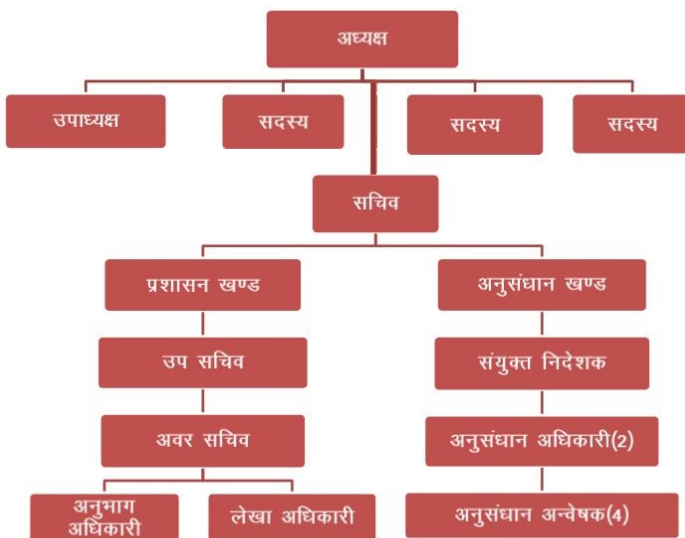 अध्यक्ष
उपाध्यक्ष
सदस्य
सदस्य
सदस्य
सचिव
प्रशासन खण्ड
अनुसंधान खण्ड
उप सचिव
संयुक्त निदेशक
अवर सचिव
अनुसंधान अधिकारी(2)
अनुभाग
अधिकारी
लेखा अधिकारी
अनुसंधान अन्वेषक(4)